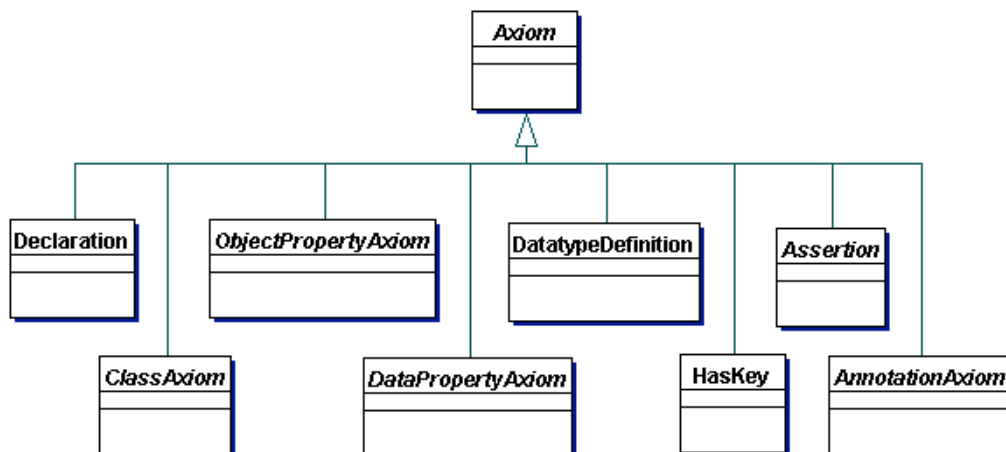 Axiom
Declaration
ObjectPropertyAxiom
DatatypeDefinition
Assertion
ClassAxiom
DataPropertyAxiom
HasKey
AnnotationAxiom